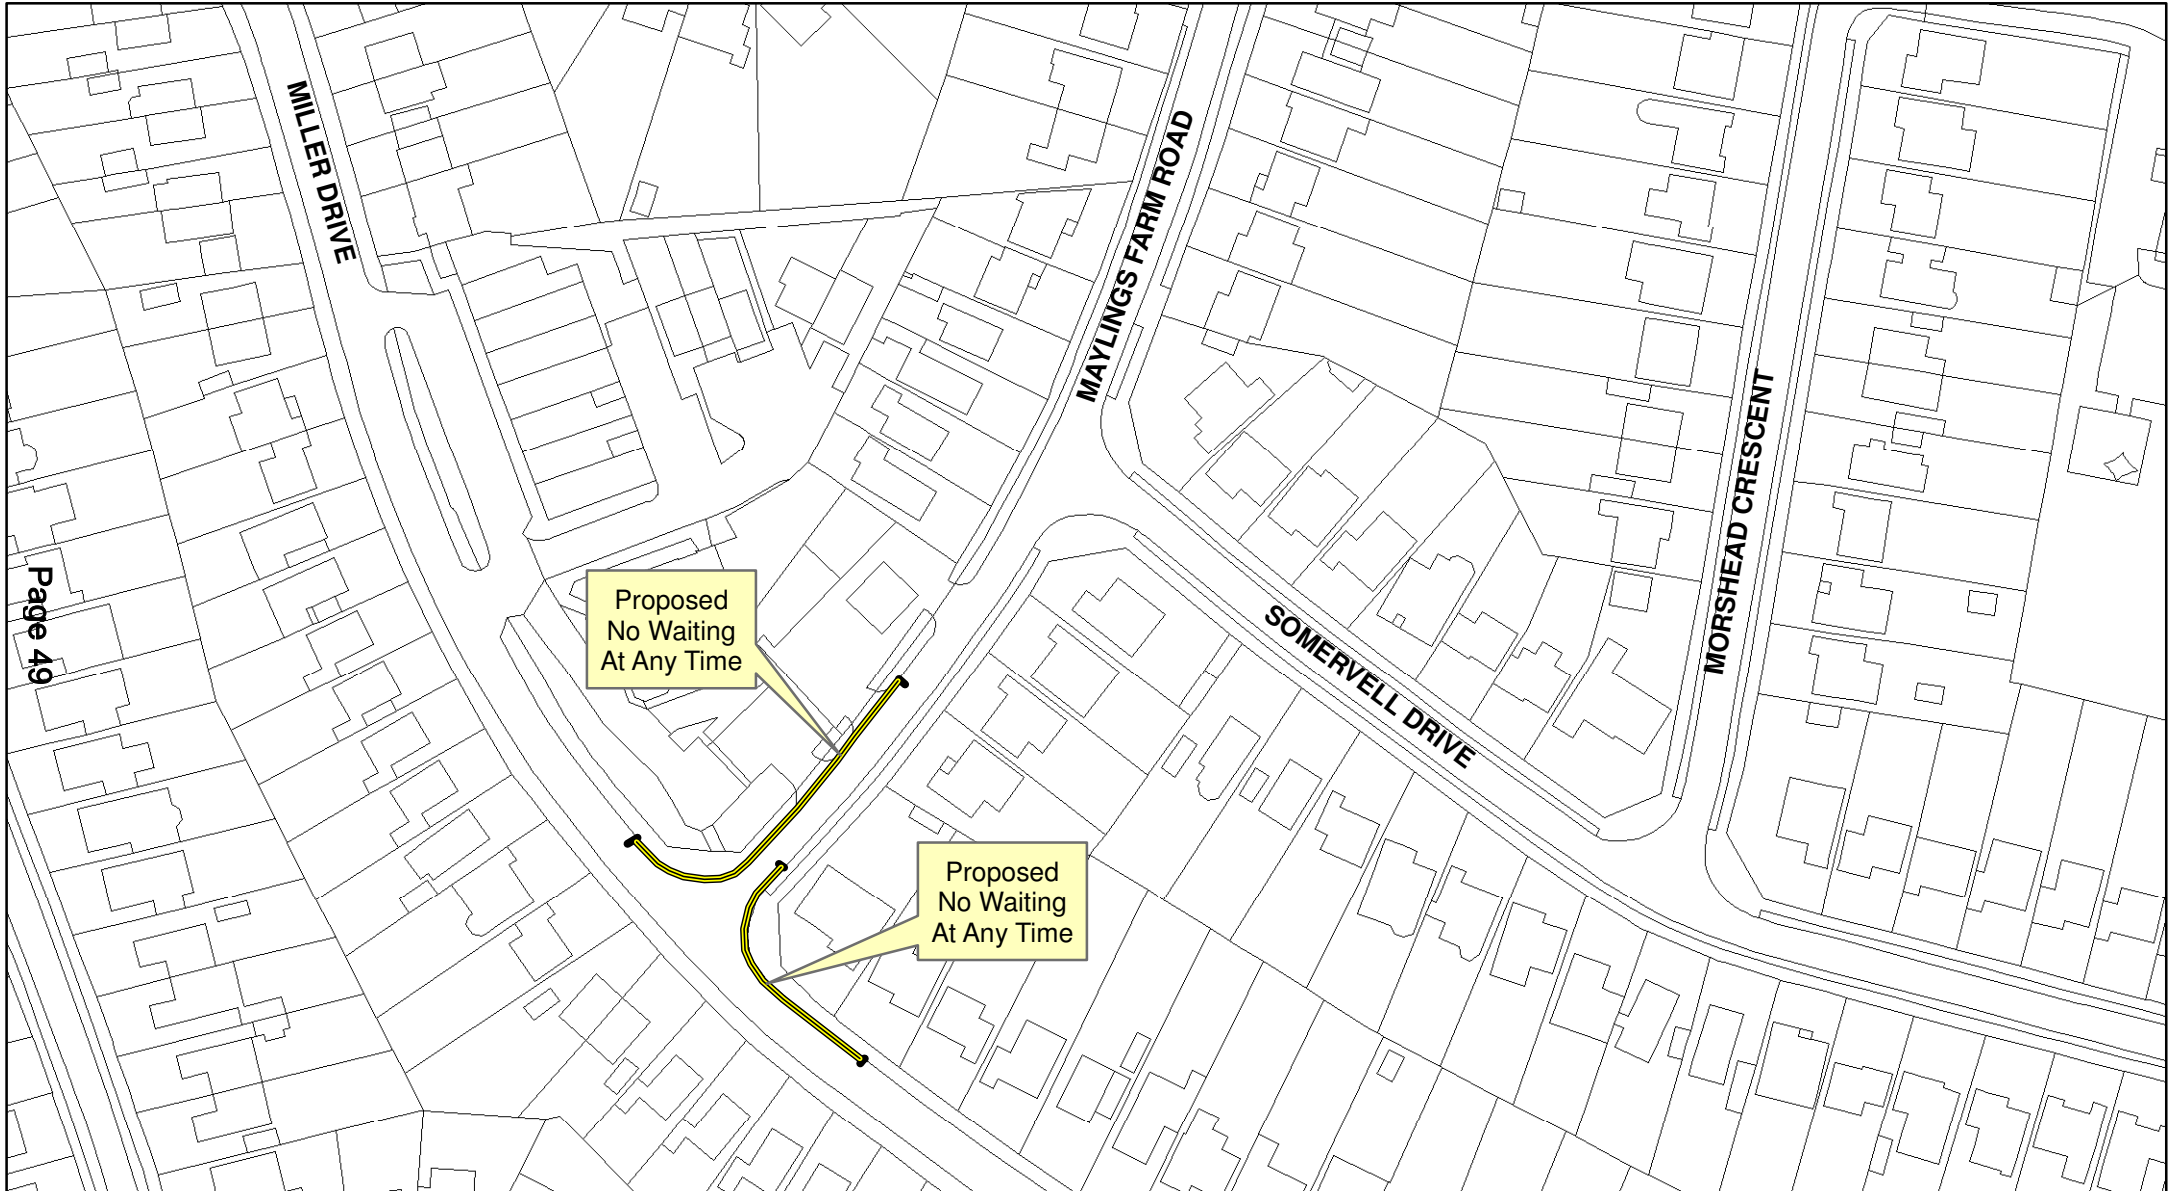 MILLER DRIVE
MAYLINGS FARM ROAD
MORSHEAD CRESCENT
Page 49
Proposed
No Waiting
At Any Time
SOMERVELL DRIVE
Proposed
No Waiting
At Any Time